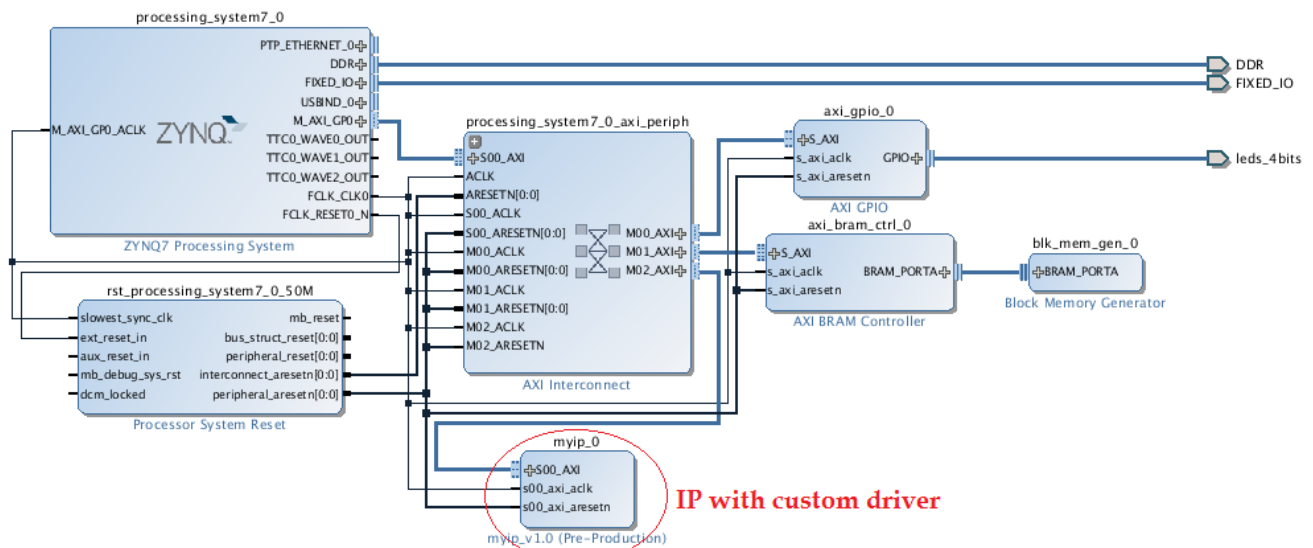 processing_system7_0
PTP_ETHERNET_0
DDR
FIXED_IO
USBIND_0
M_AXI_GP0
TTC0_WAVE0_OUT
TTC0_WAVE1_OUT
TTC0_WAVE2_OUT
FCLK_CLK0
FCLK_RESET0_N
M_AXI_GP0_ACLK
ZYNQ
ZYNQ7 Processing System
rst_processing_system7_0_50M
slowest_sync_clk
ext_reset_in
aux_reset_in
mb_debug_sys_rst
dcm_locked
mb_reset
bus_struct_reset[0:0]
peripheral_reset[0:0]
interconnect_aresetn[0:0]
peripheral_aresetn[0:0]
Processor System Reset
processing_system7_0_axi_periph
S00_AXI
ACLK
ARESETN[0:0]
S00_ACLK
S00_ARESETN[0:0]
M00_ACLK
M00_ARESETN[0:0]
M01_ACLK
M01_ARESETN[0:0]
M02_ACLK
M02_ARESETN
M00_AXI
M01_AXI
M02_AXI
AXI Interconnect
axi_gpio_0
S_AXI
s_axi_aclk
s_axi_aresetn
GPIO
AXI GPIO
axi_bram_ctrl_0
S_AXI
s_axi_aclk
s_axi_aresetn
BRAM_PORTA
AXI BRAM Controller
blk_mem_gen_0
BRAM_PORTA
Block Memory Generator
DDR
FIXED_IO
leds_4bits
myip_0
S00_AXI
s00_axi_aclk
s00_axi_aresetn
myip_v1.0 (Pre-Production)
IP with custom driver